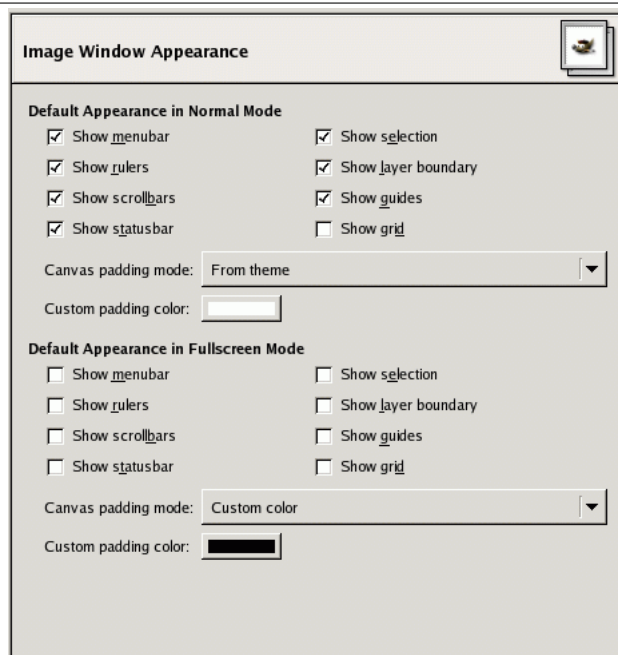 Image Window Appearance
Default Appearance in Normal Mode
Show menubar
Show selection
Show rulers
Show layer boundary
Show scrollbars
Show guides
Show statusbar
Show grid
Canvas padding mode: From theme
Custom padding color:
Default Appearance in Fullscreen Mode
Show menubar
Show selection
Show rulers
Show layer boundary
Show scrollbars
Show guides
Show statusbar
Show grid
Canvas padding mode: Custom color
Custom padding color: